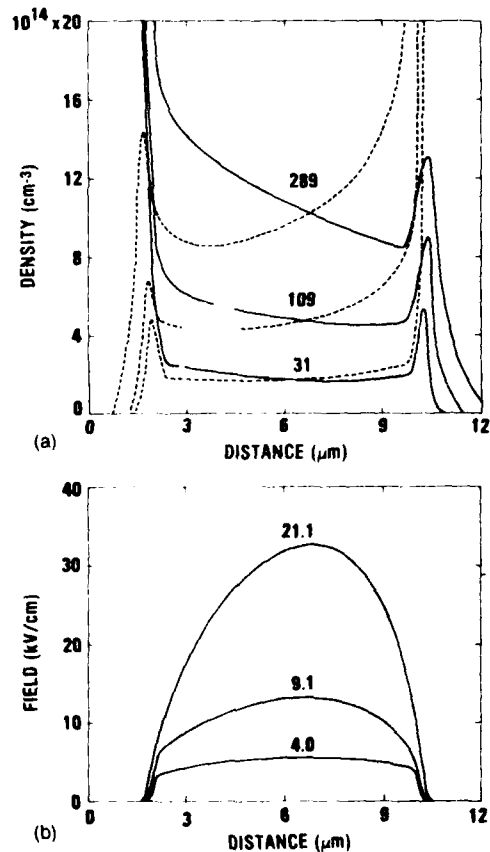 10¹⁴ x 20
16
12
8
4
0
DENSITY (cm⁻³)
289
109
31
0 3 6 9 12
(a)
DISTANCE (μm)
40
30
20
10
0
FIELD (kV/cm)
21.1
9.1
4.0
0 3 6 9 12
(b)
DISTANCE (μm)